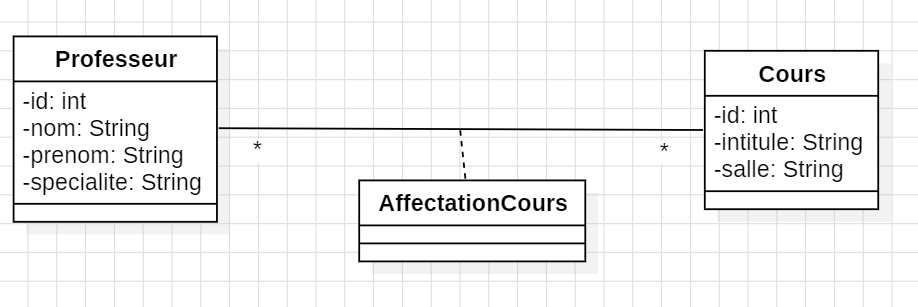 Professeur
-id: int
-nom: String
-prenom: String
-specialite: String
*
*
AffectationCours
Cours
-id: int
-intitule: String
-salle: String